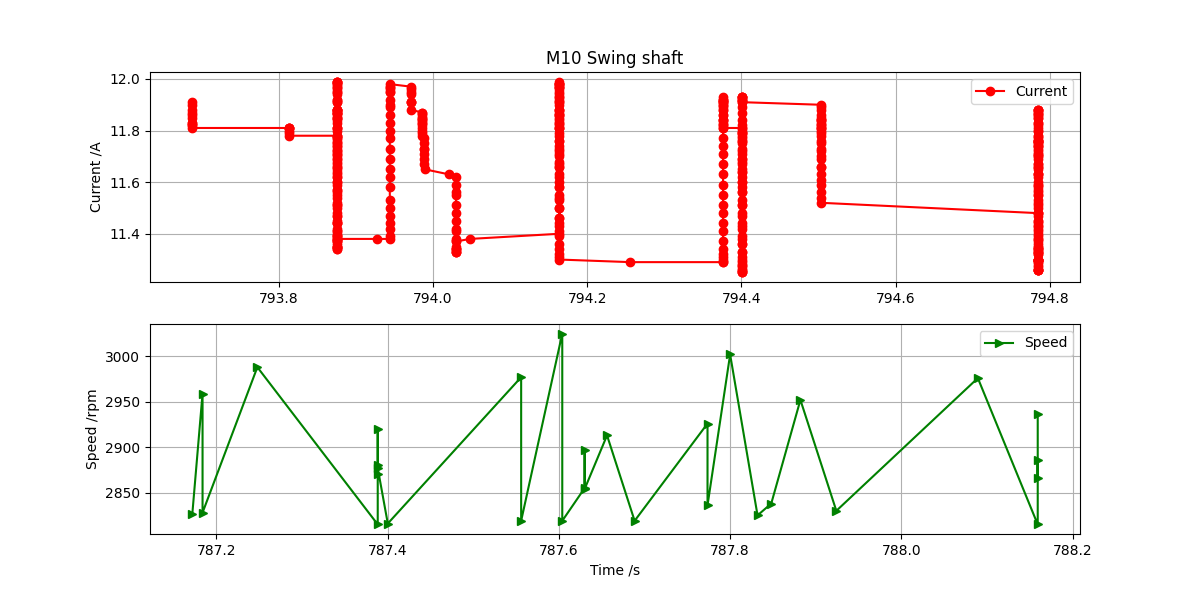 M10 Swing shaft
12.0
11.8
11.6
11.4
Current /A
Current
793.8 794.0 794.2 794.4 794.6 794.8
3000
2950
2900
2850
Speed /rpm
Speed
787.2 787.4 787.6 787.8 788.0 788.2
Time /s